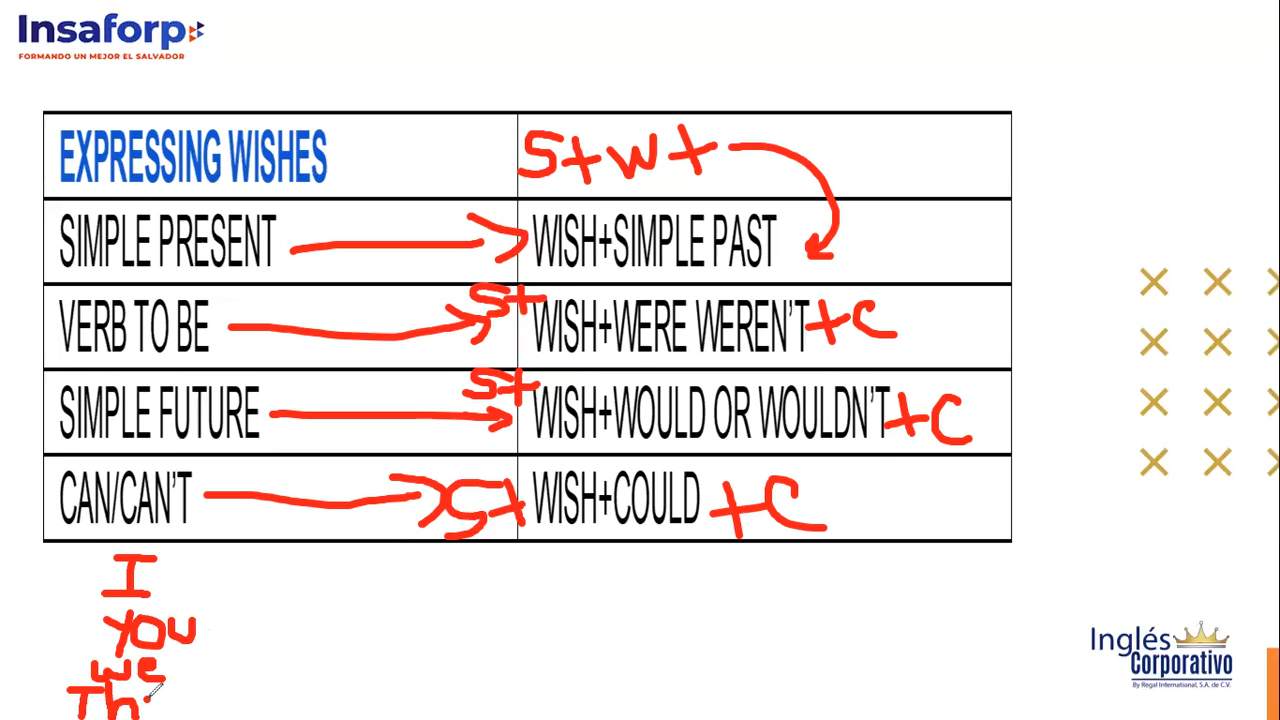 Insaforp
FORMANDO UN MEJOR EL SALVADOR
EXPRESSING WISHES S+W+
SIMPLE PRESENT WISH+SIMPLE PAST
VERB TO BE S+ WISH+WERE WEREN'T +C
SIMPLE FUTURE S+ WISH+WOULD OR WOULDN'T +C
CAN/CAN'T S+ WISH+COULD +C
I
You
We
Th
Inglés
Corporativo
By Regal International, S.A. de C.V.